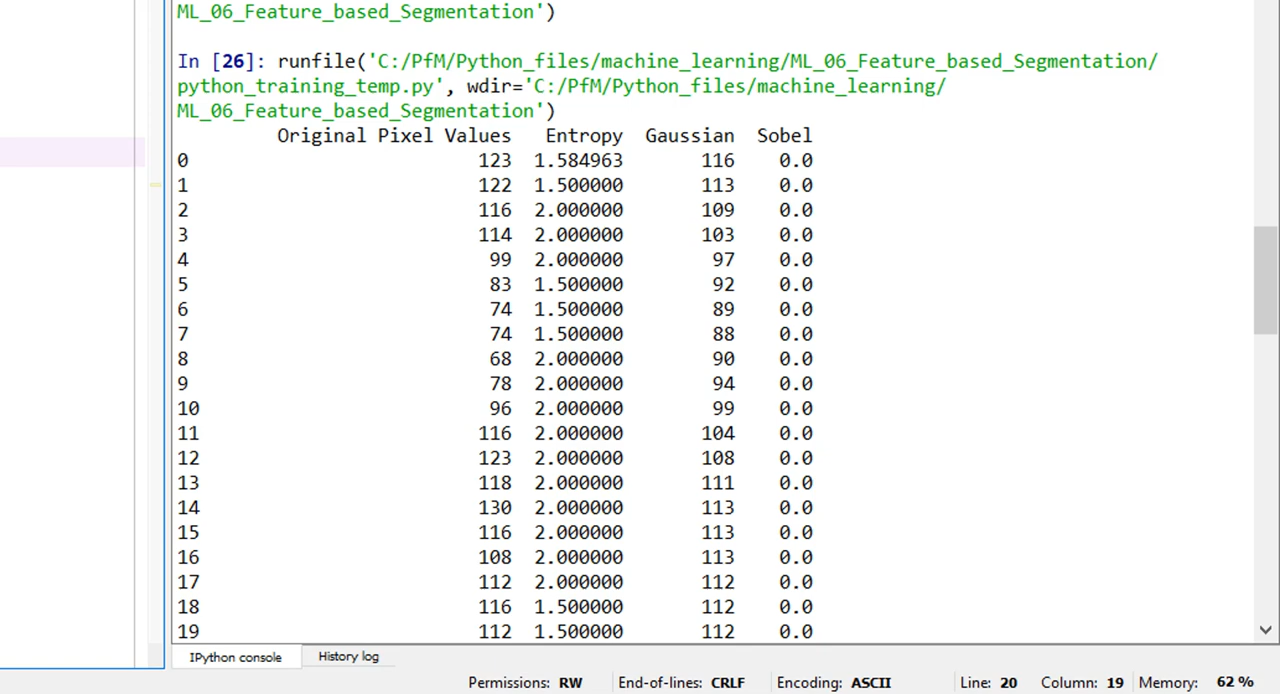 ML_06_Feature_based_Segmentation')
In [26]: runfile('C:/PfM/Python_files/machine_learning/ML_06_Feature_based_Segmentation/
python_training_temp.py', wdir='C:/PfM/Python_files/machine_learning/
ML_06_Feature_based_Segmentation')
Original Pixel Values Entropy Gaussian Sobel
0 123 1.584963 116 0.0
1 122 1.500000 113 0.0
2 116 2.000000 109 0.0
3 114 2.000000 103 0.0
4 99 2.000000 97 0.0
5 83 1.500000 92 0.0
6 74 1.500000 89 0.0
7 74 1.500000 88 0.0
8 68 2.000000 90 0.0
9 78 2.000000 94 0.0
10 96 2.000000 99 0.0
11 116 2.000000 104 0.0
12 123 2.000000 108 0.0
13 118 2.000000 111 0.0
14 130 2.000000 113 0.0
15 116 2.000000 113 0.0
16 108 2.000000 113 0.0
17 112 2.000000 112 0.0
18 116 1.500000 112 0.0
19 112 1.500000 112 0.0
IPython console History log
Permissions: RW End-of-lines: CRLF Encoding: ASCII Line: 20 Column: 19 Memory: 62 %